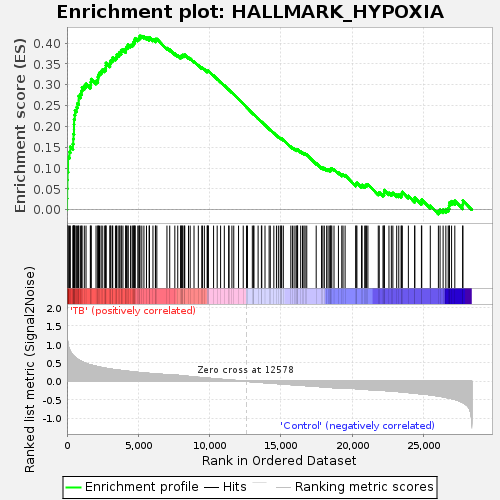 Enrichment plot: HALLMARK_HYPOXIA
Enrichment score (ES)
0.40
0.35
0.30
0.25
0.20
0.15
0.10
0.05
0.00
'TB' (positively correlated)
Ranked list metric (Signal2Noise)
2.0
1.5
1.0
0.5
0.0
-0.5
-1.0
Zero cross at 12578
'Control' (negatively correlated)
0
5,000
10,000
15,000
20,000
25,000
Rank in Ordered Dataset
Enrichment profile
Hits
Ranking metric scores